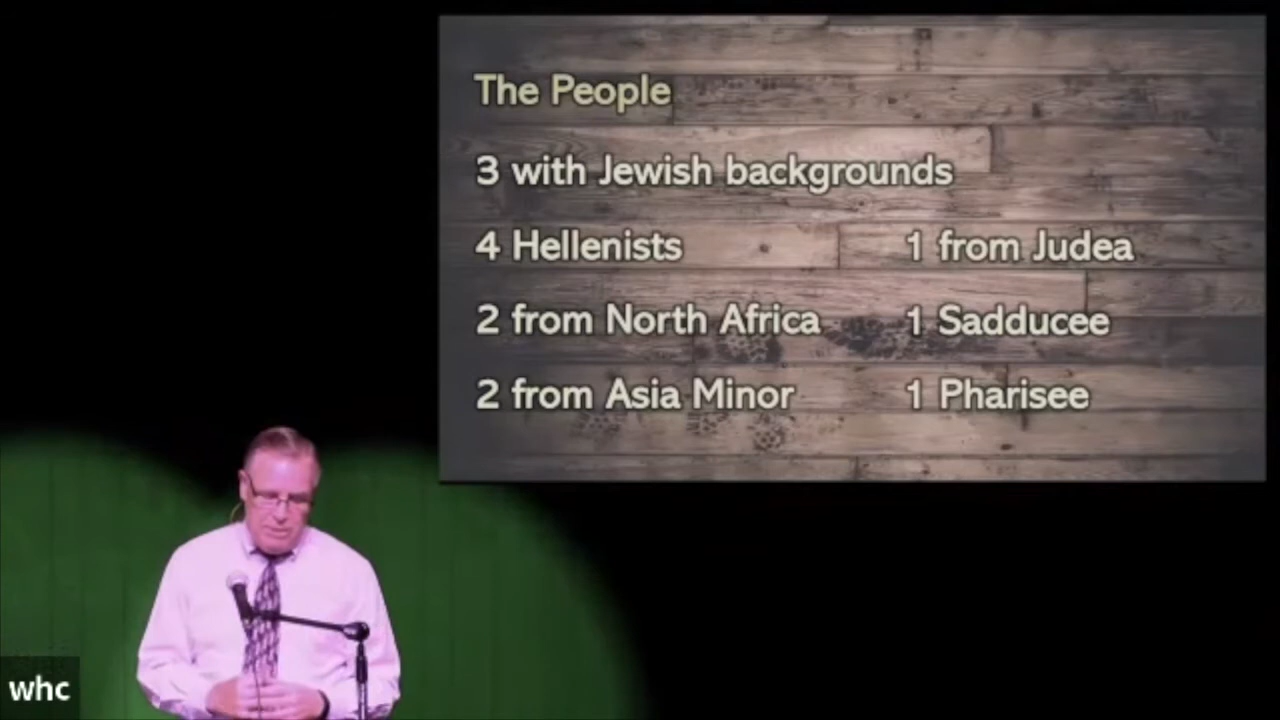 The People
3 with Jewish backgrounds
4 Hellenists
1 from Judea
2 from North Africa
1 Sadducee
2 from Asia Minor
1 Pharisee
whc